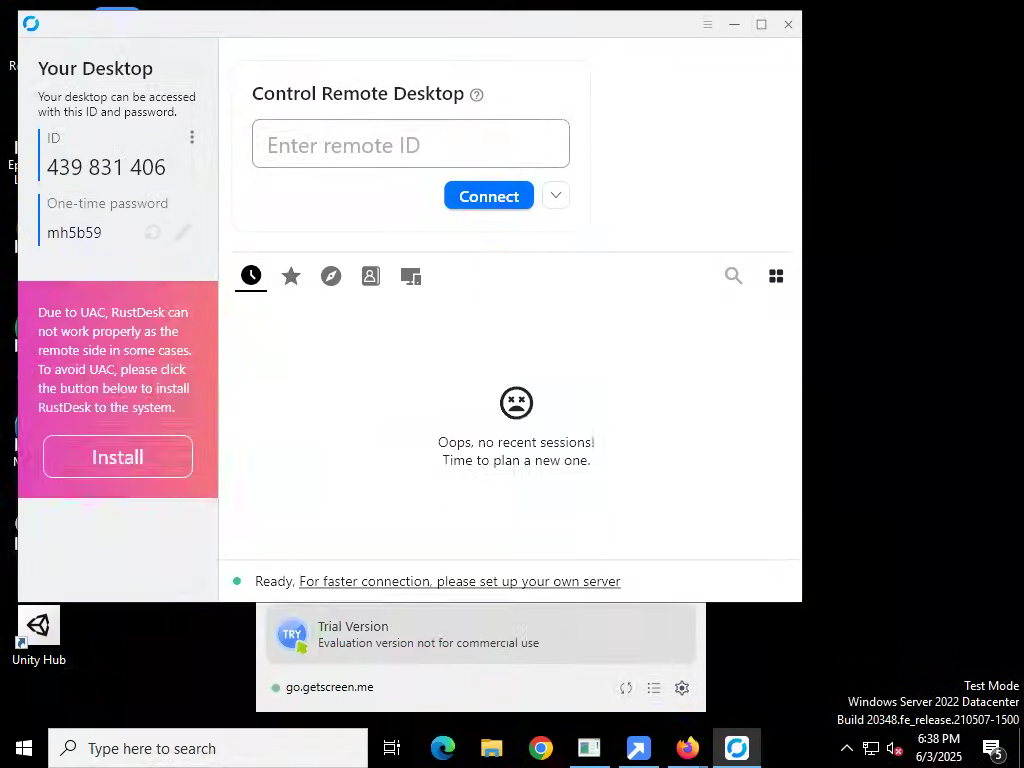 Your Desktop
Your desktop can be accessed
with this ID and password.
ID
439 831 406
One-time password
mh5b59
Due to UAC, RustDesk can
not work properly as the
remote side in some cases.
To avoid UAC, please click
the button below to install
RustDesk to the system.
Install
Control Remote Desktop
Enter remote ID
Connect
Oops, no recent sessions!
Time to plan a new one.
Ready, For faster connection, please set up your own server
TRY
Trial Version
Evaluation version not for commercial use
go.getscreen.me
Unity Hub
Test Mode
Windows Server 2022 Datacenter
Build 20348.fe_release.210507-1500
Type here to search
6:38 PM
6/3/2025
5